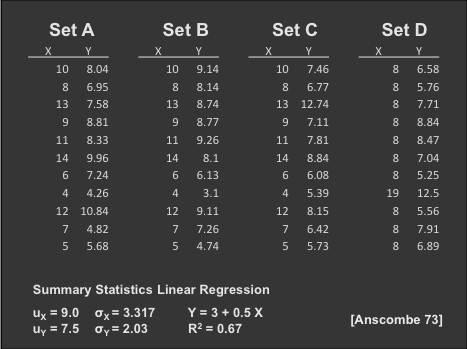 Set A Set B Set C Set D
X Y X Y X Y X Y
10 8.04 10 9.14 10 7.46 8 6.58
8 6.95 8 8.14 8 6.77 8 5.76
13 7.58 13 8.74 13 12.74 8 7.71
9 8.81 9 8.77 9 7.11 8 8.84
11 8.33 11 9.26 11 7.81 8 8.47
14 9.96 14 8.1 14 8.84 8 7.04
6 7.24 6 6.13 6 6.08 8 5.25
4 4.26 4 3.1 4 5.39 19 12.5
12 10.84 12 9.11 12 8.15 8 5.56
7 4.82 7 7.26 7 6.42 8 7.91
5 5.68 5 4.74 5 5.73 8 6.89
Summary Statistics Linear Regression
uX = 9.0 σX = 3.317 Y = 3 + 0.5 X
uY = 7.5 σY = 2.03 R² = 0.67
[Anscombe 73]